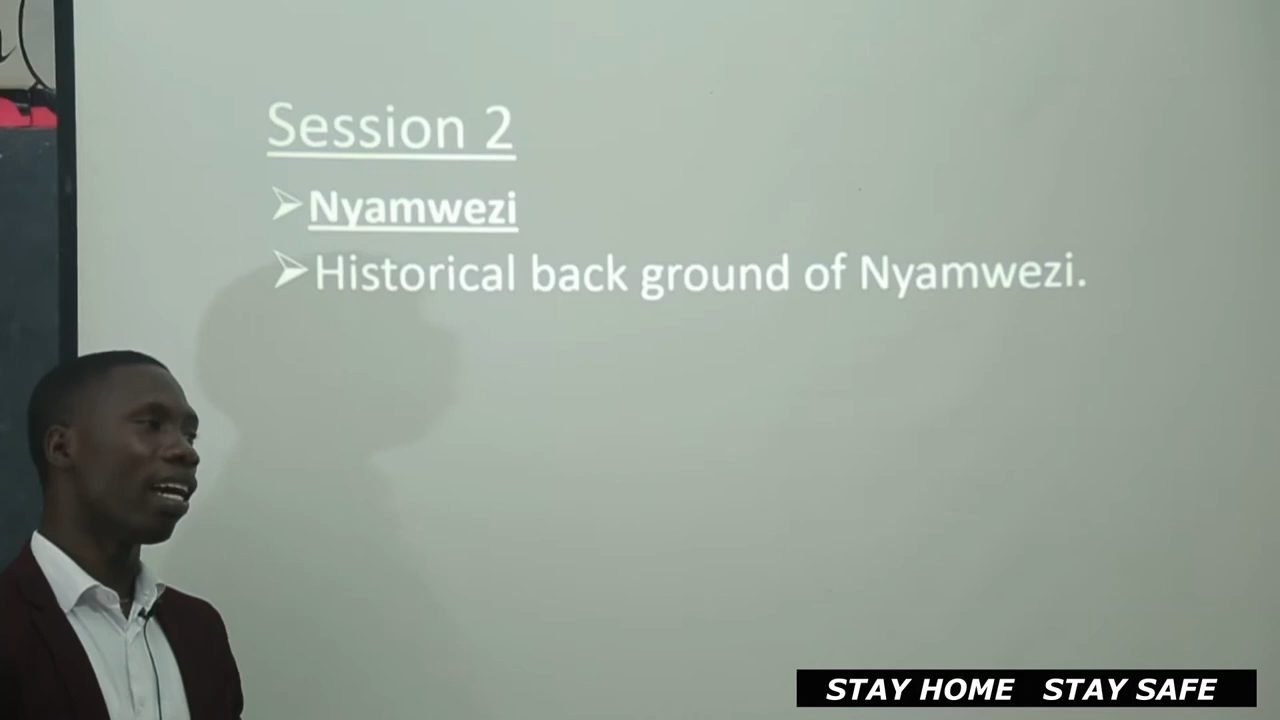 Session 2
Nyamwezi
Historical back ground of Nyamwezi.
STAY HOME STAY SAFE